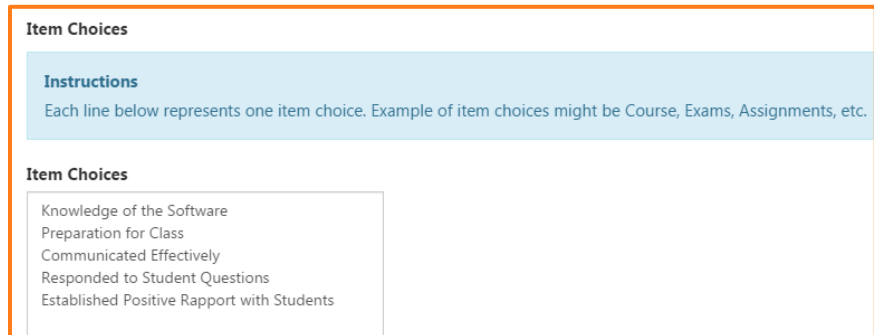 Item Choices
Instructions
Each line below represents one item choice. Example of item choices might be Course, Exams, Assignments, etc.
Item Choices
Knowledge of the Software
Preparation for Class
Communicated Effectively
Responded to Student Questions
Established Positive Rapport with Students